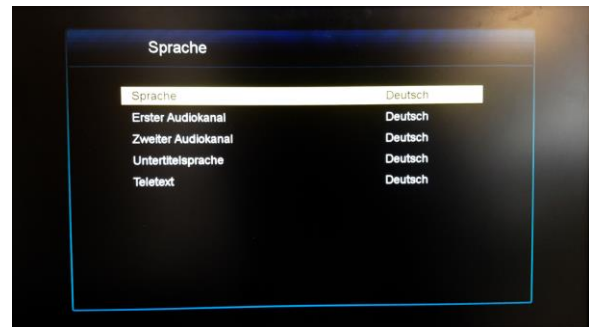 Sprache
Sprache Deutsch
Erster Audiokanal Deutsch
Zweiter Audiokanal Deutsch
Untertitelsprache Deutsch
Teletext Deutsch